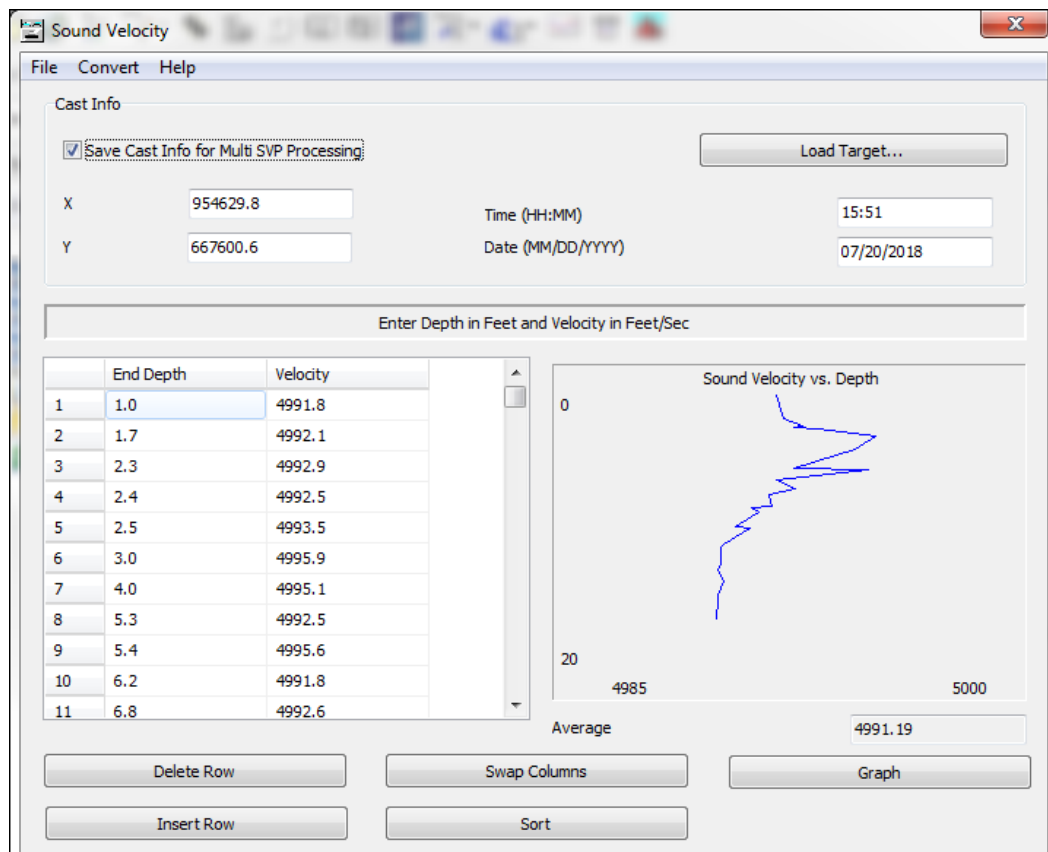 Sound Velocity
File Convert Help
Cast Info
Save Cast Info for Multi SVP Processing
Load Target...
X 954629.8 Time (HH:MM) 15:51
Y 667600.6 Date (MM/DD/YYYY) 07/20/2018
Enter Depth in Feet and Velocity in Feet/Sec
End Depth Velocity
1 1.0 4991.8
2 1.7 4992.1
3 2.3 4992.9
4 2.4 4992.5
5 2.5 4993.5
6 3.0 4995.9
7 4.0 4995.1
8 5.3 4992.5
9 5.4 4995.6
10 6.2 4991.8
11 6.8 4992.6
Sound Velocity vs. Depth
0
20
4985 5000
Average 4991.19
Delete Row Swap Columns Graph
Insert Row Sort